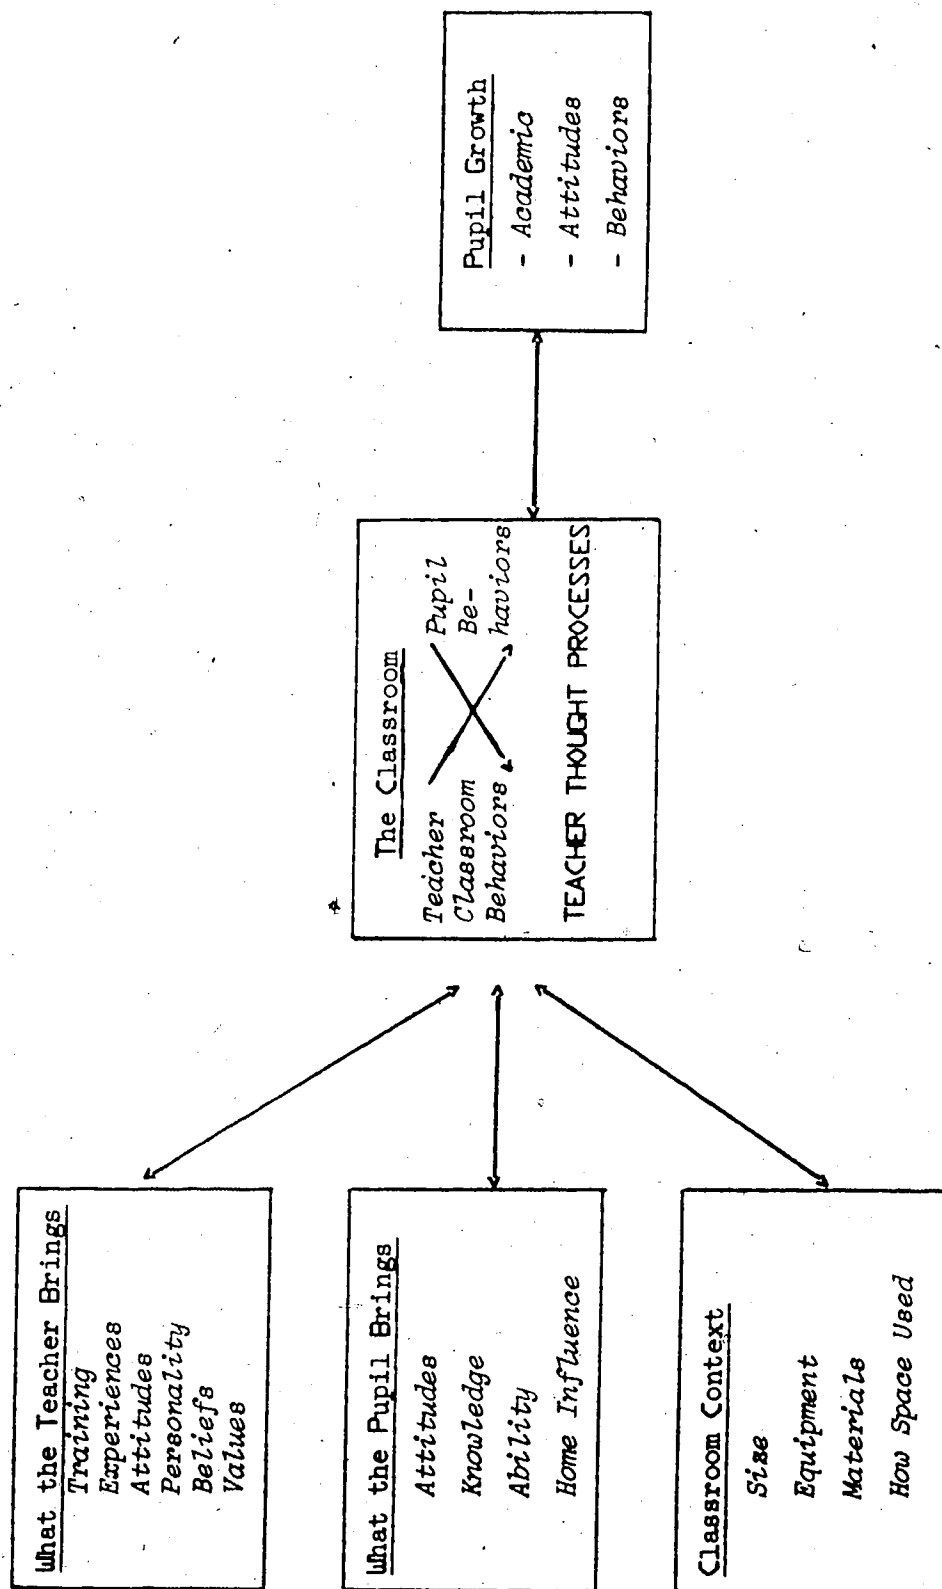 What the Teacher Brings
Training
Experiences
Attitudes
Personality
Beliefs
Values
What the Pupil Brings
Attitudes
Knowledge
Ability
Home Influence
Classroom Context
Size
Equipment
Materials
How Space Used
The Classroom
Teacher
Classroom
Behaviors
Pupil
Be-
haviors
TEACHER THOUGHT PROCESSES
Pupil Growth
- Academic
- Attitudes
- Behaviors